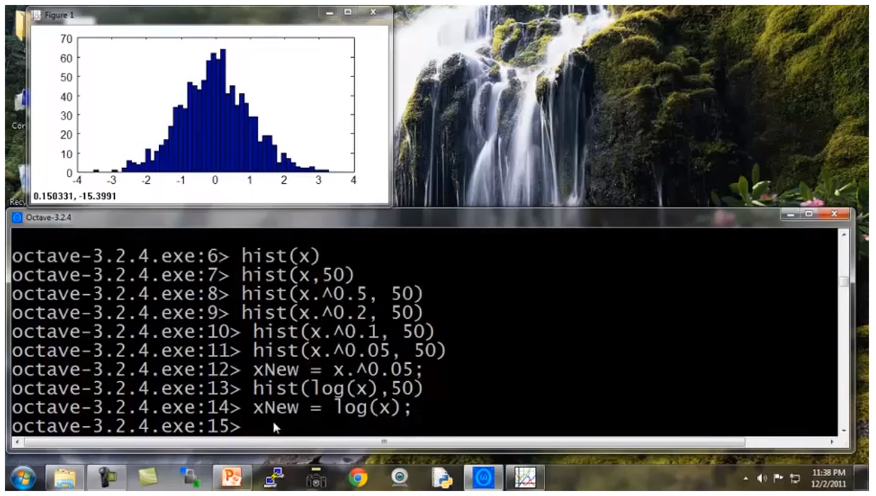 Figure 1
70
60
50
40
30
20
10
0
-4 -3 -2 -1 0 1 2 3 4
0.150331, -15.3991
Octave-3.2.4
octave-3.2.4.exe:6> hist(x)
octave-3.2.4.exe:7> hist(x,50)
octave-3.2.4.exe:8> hist(x.^0.5, 50)
octave-3.2.4.exe:9> hist(x.^0.2, 50)
octave-3.2.4.exe:10> hist(x.^0.1, 50)
octave-3.2.4.exe:11> hist(x.^0.05, 50)
octave-3.2.4.exe:12> xNew = x.^0.05;
octave-3.2.4.exe:13> hist(log(x),50)
octave-3.2.4.exe:14> xNew = log(x);
octave-3.2.4.exe:15>
11:38 PM
12/2/2011